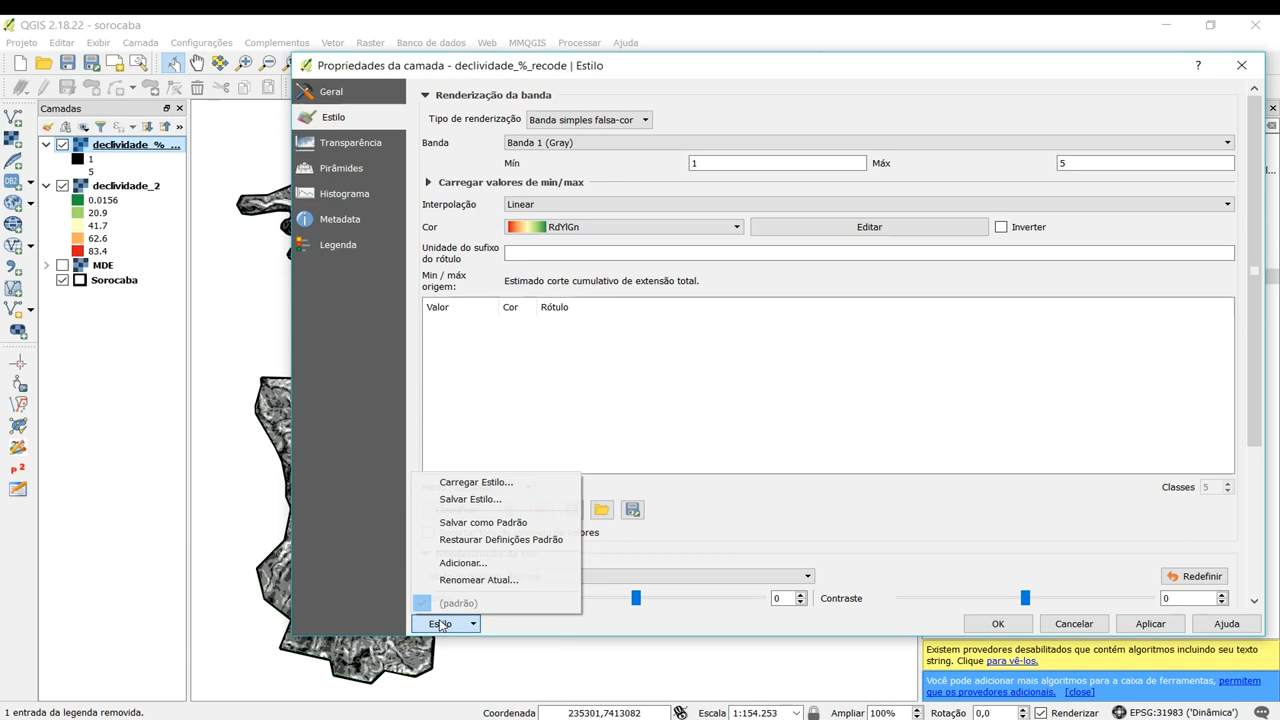 QGIS 2.18.22 - sorocaba
Projeto Editar Exibir Camada Configurações Complementos Vetor Raster Banco de dados Web MMQGIS Processar Ajuda
Propriedades da camada - declividade_%_recode | Estilo
Camadas
declividade_% _...
1
5
declividade_2
0.0156
20.9
41.7
62.6
83.4
MDE
Sorocaba
Geral
Estilo
Transparência
Pirâmides
Histograma
Metadata
Legenda
Renderização da banda
Tipo de renderização Banda simples falsa-cor
Banda Banda 1 (Gray)
Mín 1 Máx 5
Carregar valores de min/max
Interpolação Linear
Cor RdYlGn Editar Inverter
Unidade do sufixo
do rótulo
Min / máx
origem: Estimado corte cumulativo de extensão total.
Valor Cor Rótulo
Carregar Estilo...
Salvar Estilo...
Salvar como Padrão
Restaurar Definições Padrão
Adicionar...
Renomear Atual...
(padrão)
Classes 5
valores
Redefinir
0 Contraste 0
Estilo OK Cancelar Aplicar Ajuda
Existem provedores desabilitados que contém algoritmos incluindo seu texto
string. Clique para vê-los.
Você pode adicionar mais algoritmos para a caixa de ferramentas, permitem
que os provedores adicionais. [close]
1 entrada da legenda removida. Coordenada 235301,7413082 Escala 1:154.253 Ampliar 100% Rotação 0,0 Renderizar EPSG:31983 ('Dinâmica')